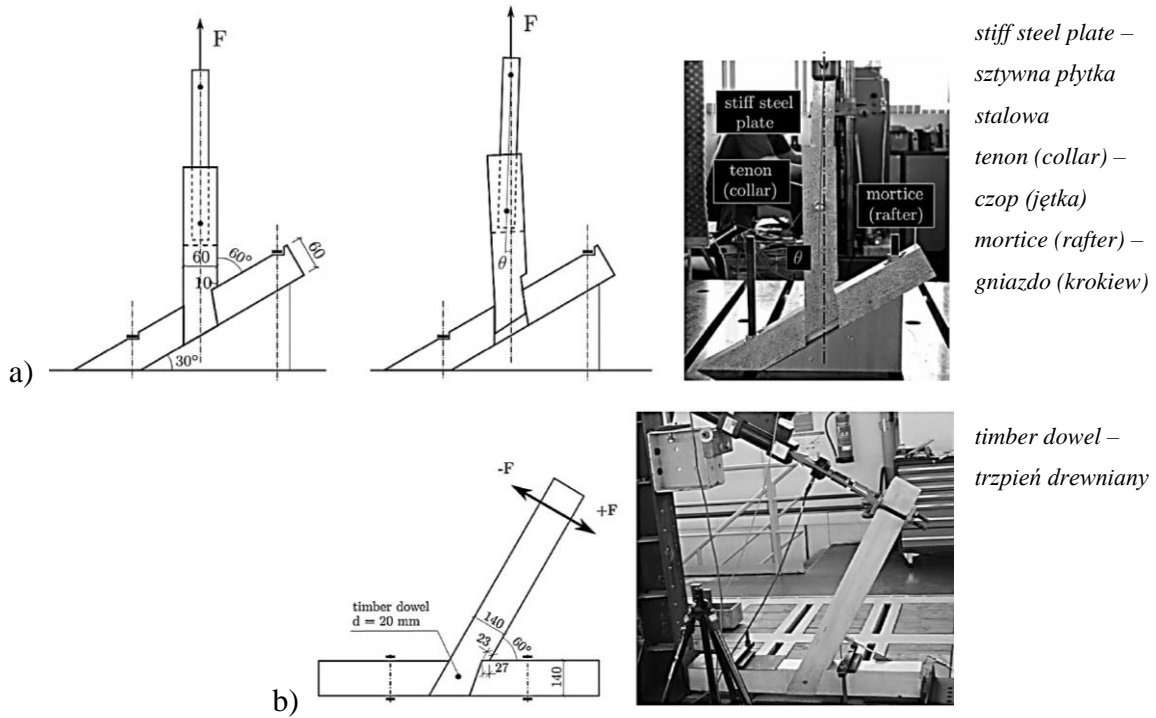 F
60
60°
60
10
30°
a)
F
θ
stiff steel
plate
tenon
(collar)
mortice
(rafter)
θ
stiff steel plate –
sztywna płytka
stalowa
tenon (collar) –
czop (jętka)
mortice (rafter) –
gniazdo (krokiew)
b)
-F
+F
timber dowel
d = 20 mm
140
60°
23
27
140
timber dowel –
trzpień drewniany